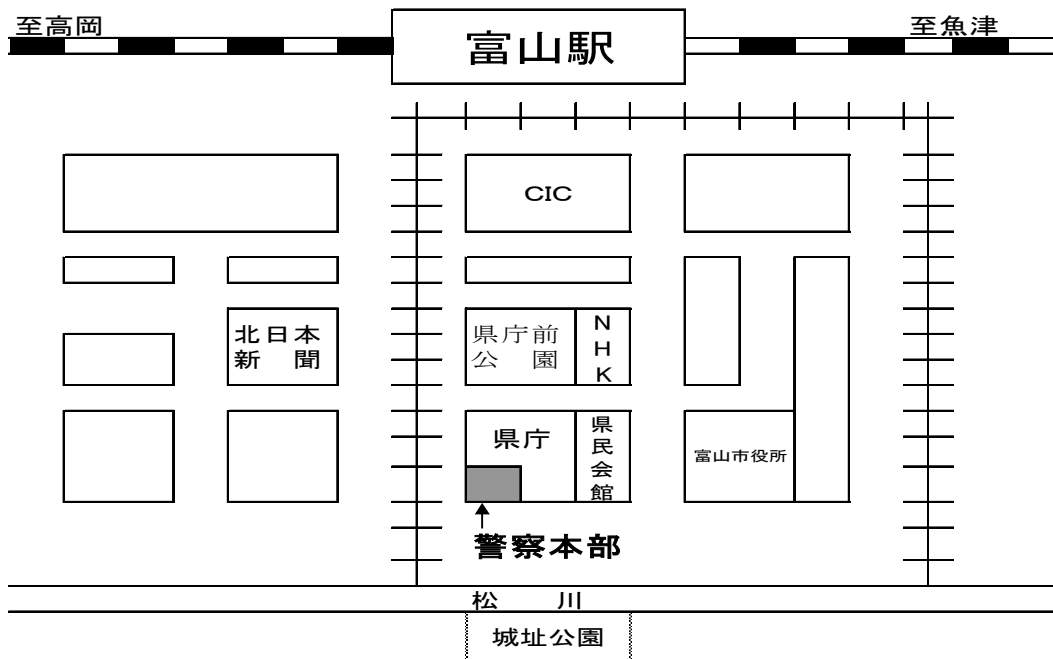 至高岡
富山駅
至魚津
CIC
北日本
新聞
県庁前
公園
NHK
県庁
県民会館
富山市役所
警察本部
松川
城址公園